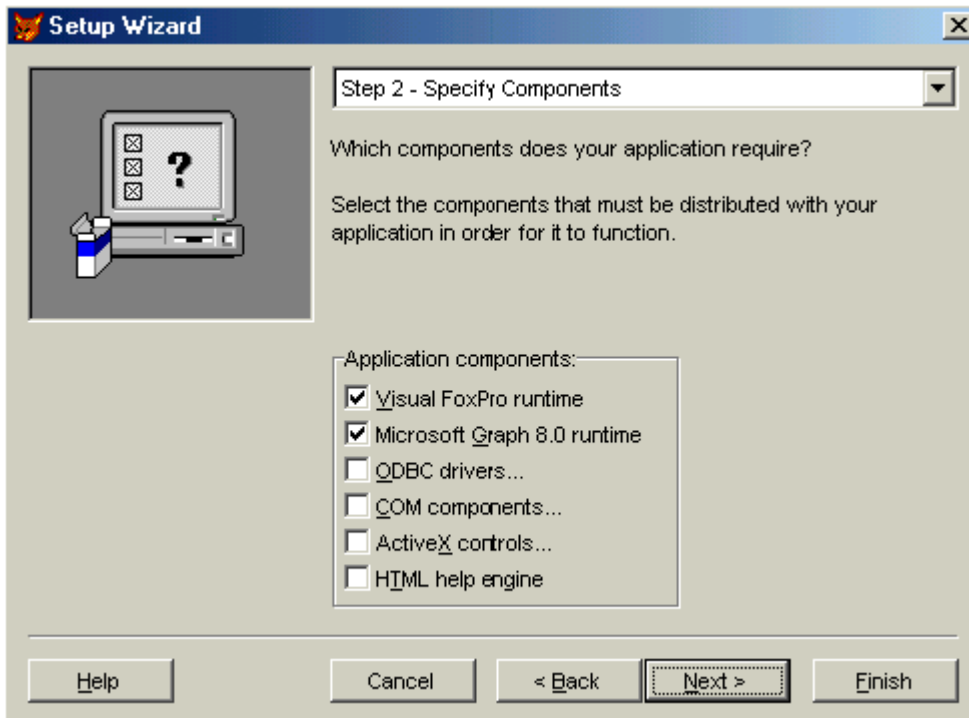 Setup Wizard
Step 2 - Specify Components
Which components does your application require?
Select the components that must be distributed with your
application in order for it to function.
Application components:
Visual FoxPro runtime
Microsoft Graph 8.0 runtime
ODBC drivers...
COM components...
ActiveX controls...
HTML help engine
Help
Cancel
< Back
Next >
Finish